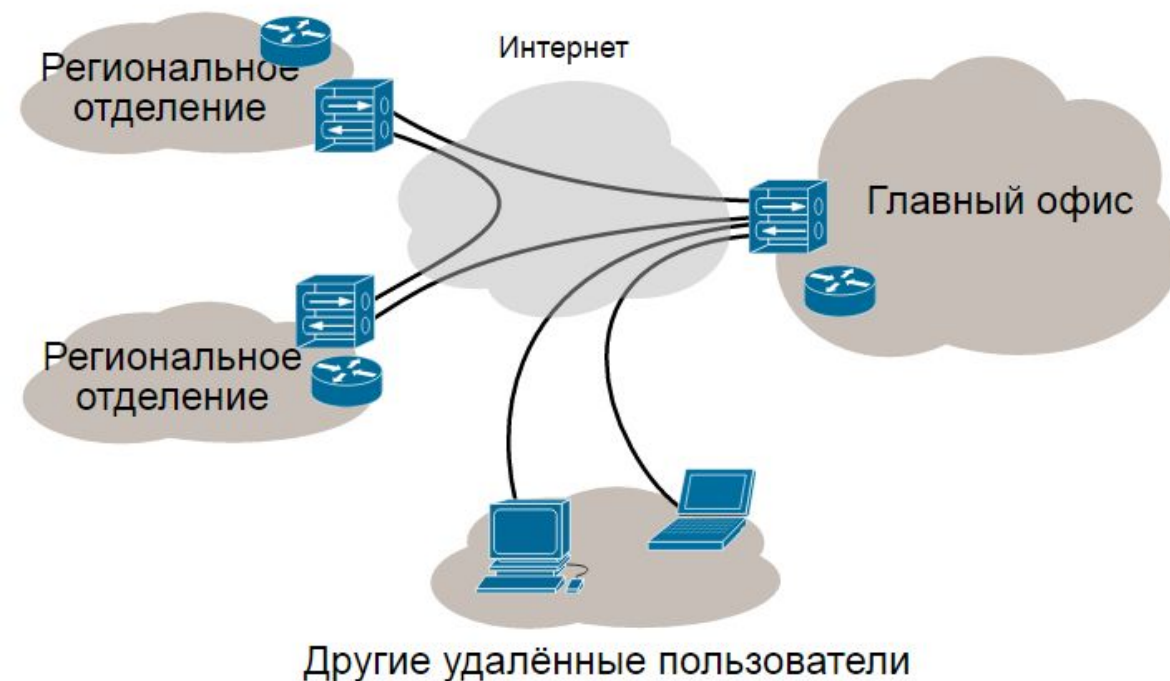 Региональное
отделение
Интернет
Главный офис
Региональное
отделение
Другие удалённые пользователи